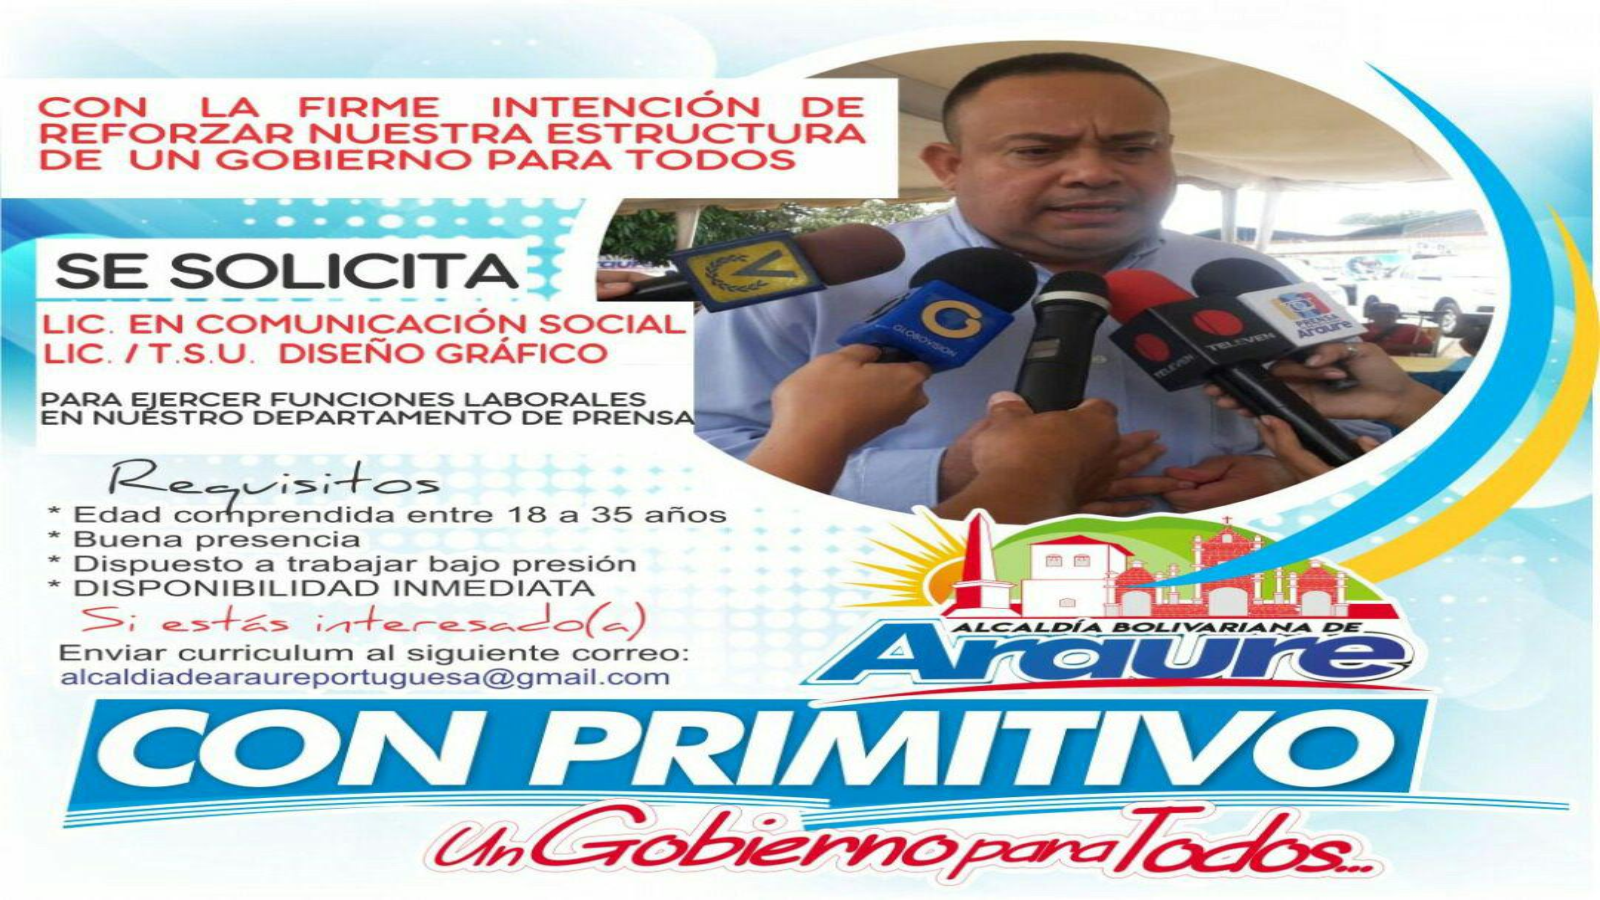 CON LA FIRME INTENCIÓN DE
REFORZAR NUESTRA ESTRUCTURA
DE UN GOBIERNO PARA TODOS
SE SOLICITA
LIC. EN COMUNICACIÓN SOCIAL
LIC. / T.S.U. DISEÑO GRÁFICO
PARA EJERCER FUNCIONES LABORALES
EN NUESTRO DEPARTAMENTO DE PRENSA
Requisitos
* Edad comprendida entre 18 a 35 años
* Buena presencia
* Dispuesto a trabajar bajo presión
* DISPONIBILIDAD INMEDIATA
Si estás interesado(a)
Enviar curriculum al siguiente correo:
alcaldiadearaureportuguesa@gmail.com
GLOBOVISION
TELEVEN
TELEVEN
PRENSA
Araure
ALCALDÍA BOLIVARIANA DE
Araure
CON PRIMITIVO
Un Gobierno para Todos...